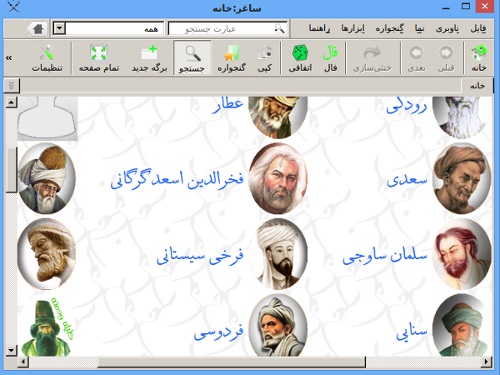 ساغر:خانه
فایل پاوبری نما گنجواره ابزارها راهنما عبارت جستجو همه
خانه قبلی بعدی خنثی‌سازی فال اتفاقی کپی گنجواره جستجو برگه جدید تمام صفحه تنظیمات
خانه
رودکی عطار
سعدی فخرالدین اسعد گرگانی
سلمان ساوجی فرخی سیستانی
سنایی فردوسی